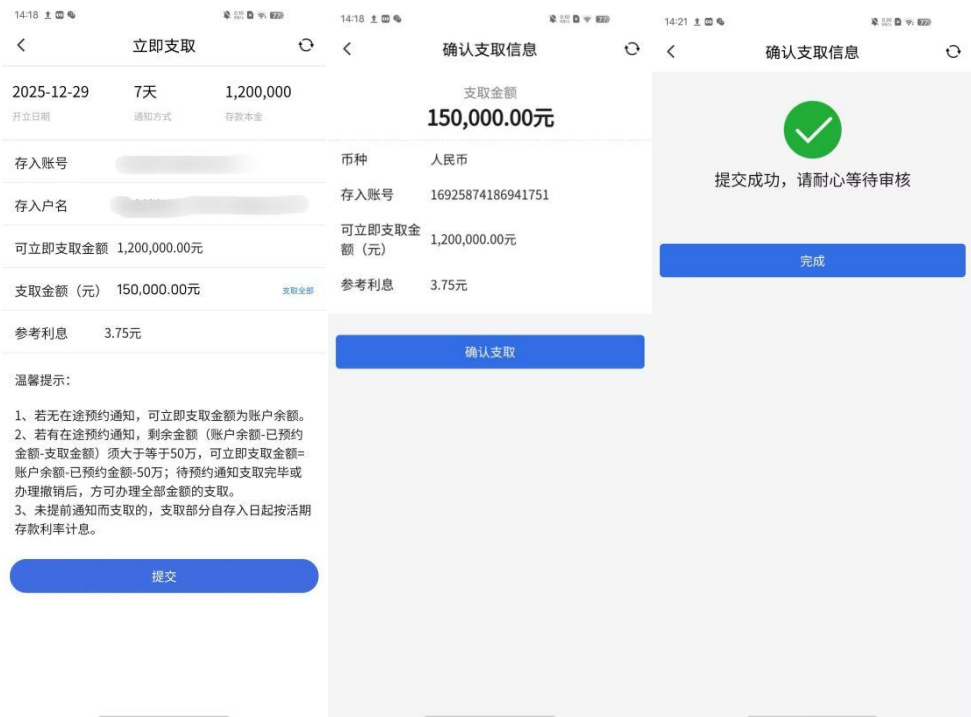 14:18
立即支取
2025-12-29 7天 1,200,000
开立日期 通知方式 存款本金
存入账号
存入户名
可立即支取金额 1,200,000.00元
支取金额（元） 150,000.00元 支取全部
参考利息 3.75元
温馨提示：
1、若无在途预约通知，可立即支取金额为账户余额。
2、若有在途预约通知，剩余金额（账户余额-已预约
金额-支取金额）须大于等于50万，可立即支取金额=
账户余额-已预约金额-50万；待预约通知支取完毕或
办理撤销后，方可办理全部金额的支取。
3、未提前通知而支取的，支取部分自存入日起按活期
存款利率计息。
提交
14:18
确认支取信息
支取金额
150,000.00元
币种 人民币
存入账号 16925874186941751
可立即支取金
额（元） 1,200,000.00元
参考利息 3.75元
确认支取
14:21
确认支取信息
提交成功，请耐心等待审核
完成